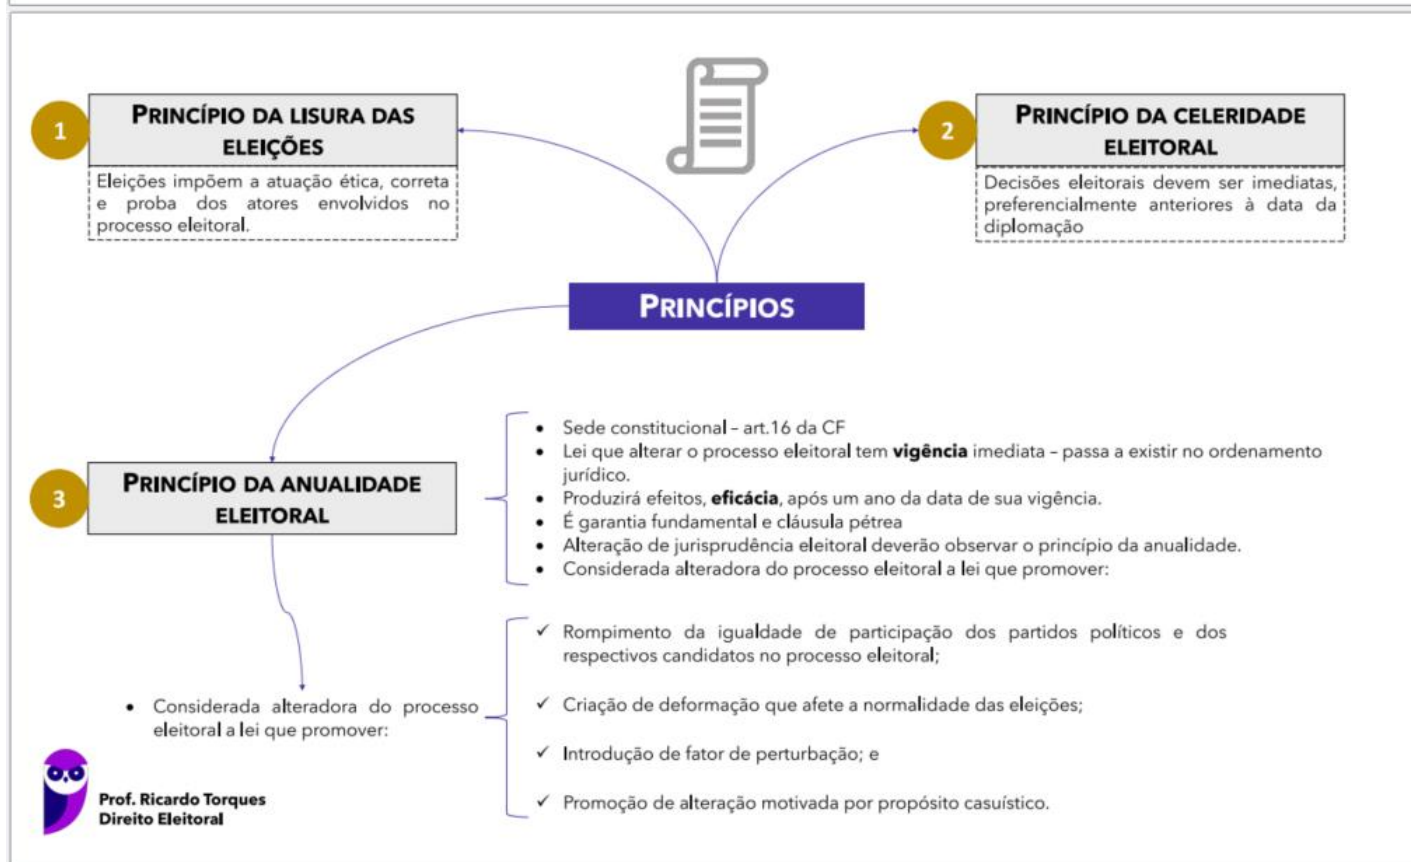 1
PRINCÍPIO DA LISURA DAS
ELEIÇÕES
Eleições impõem a atuação ética, correta
e proba dos atores envolvidos no
processo eleitoral.
2
PRINCÍPIO DA CELERIDADE
ELEITORAL
Decisões eleitorais devem ser imediatas,
preferencialmente anteriores à data da
diplomação
PRINCÍPIOS
3
PRINCÍPIO DA ANUALIDADE
ELEITORAL
• Sede constitucional – art.16 da CF
• Lei que alterar o processo eleitoral tem vigência imediata – passa a existir no ordenamento
jurídico.
• Produzirá efeitos, eficácia, após um ano da data de sua vigência.
• É garantia fundamental e cláusula pétrea
• Alteração de jurisprudência eleitoral deverão observar o princípio da anualidade.
• Considerada alteradora do processo eleitoral a lei que promover:
• Considerada alteradora do processo
eleitoral a lei que promover:
✓ Rompimento da igualdade de participação dos partidos políticos e dos
respectivos candidatos no processo eleitoral;
✓ Criação de deformação que afete a normalidade das eleições;
✓ Introdução de fator de perturbação; e
✓ Promoção de alteração motivada por propósito casuístico.
Prof. Ricardo Torques
Direito Eleitoral